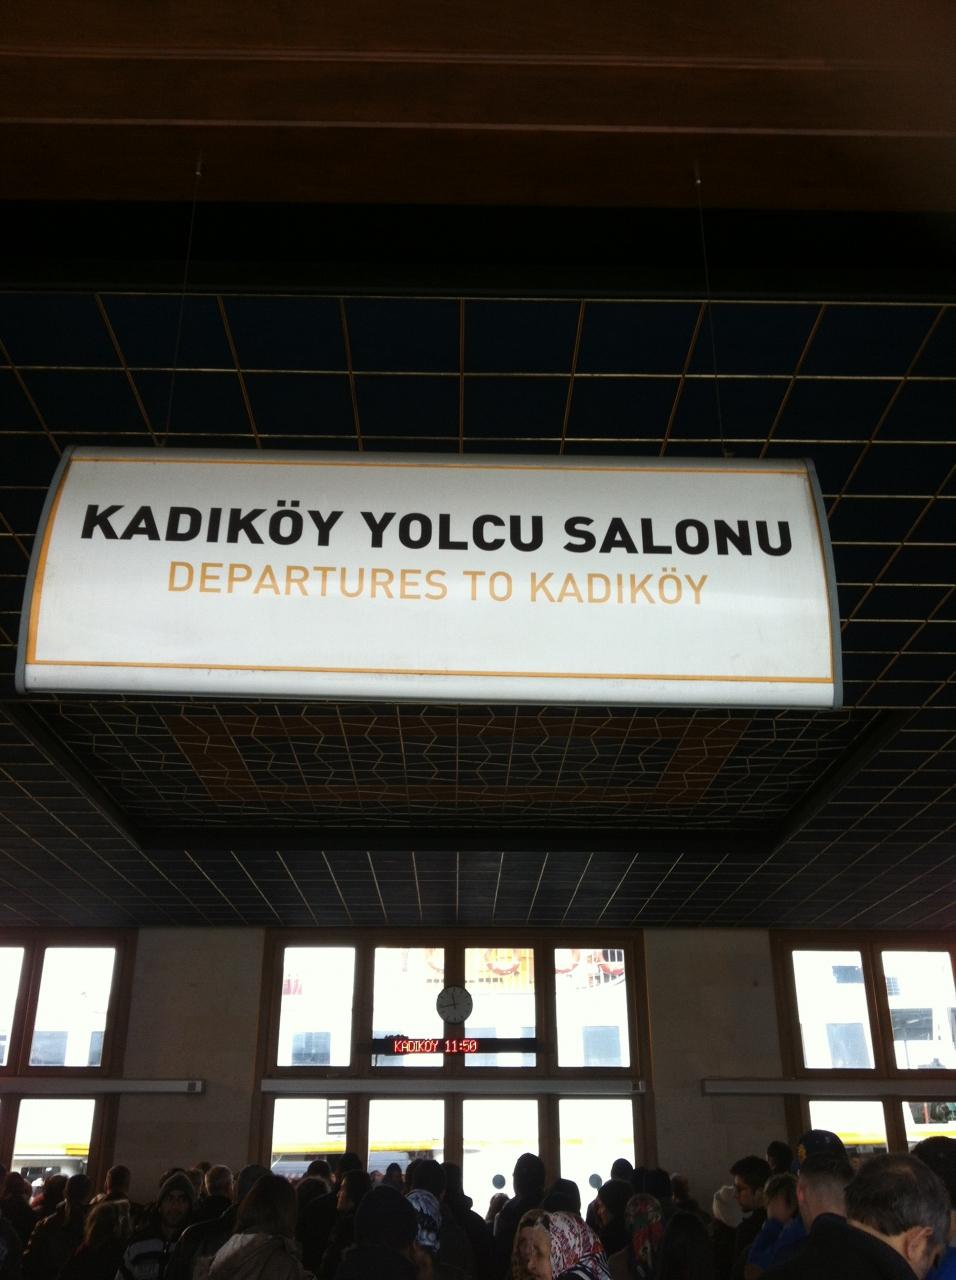 KADIKÖY YOLCU SALONU
DEPARTURES TO KADIKÖY
KADIKÖY 11:50